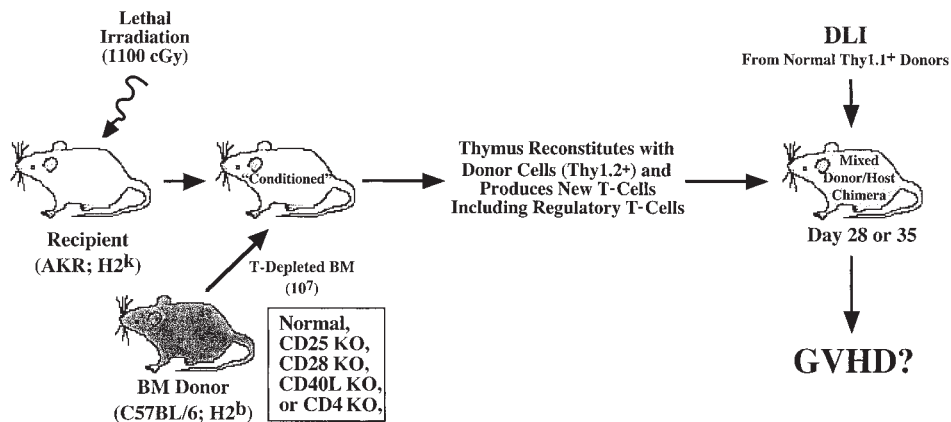 Lethal
Irradiation
(1100 cGy)
DLI
From Normal Thy1.1+ Donors
"Conditioned"
Thymus Reconstitutes with
Donor Cells (Thy1.2+) and
Produces New T-Cells
Including Regulatory T-Cells
Mixed
Donor/Host
Chimera
Recipient
(AKR; H2k)
Day 28 or 35
T-Depleted BM
(10⁷)
Normal,
CD25 KO,
CD28 KO,
CD40L KO,
or CD4 KO,
BM Donor
(C57BL/6; H2b)
GVHD?